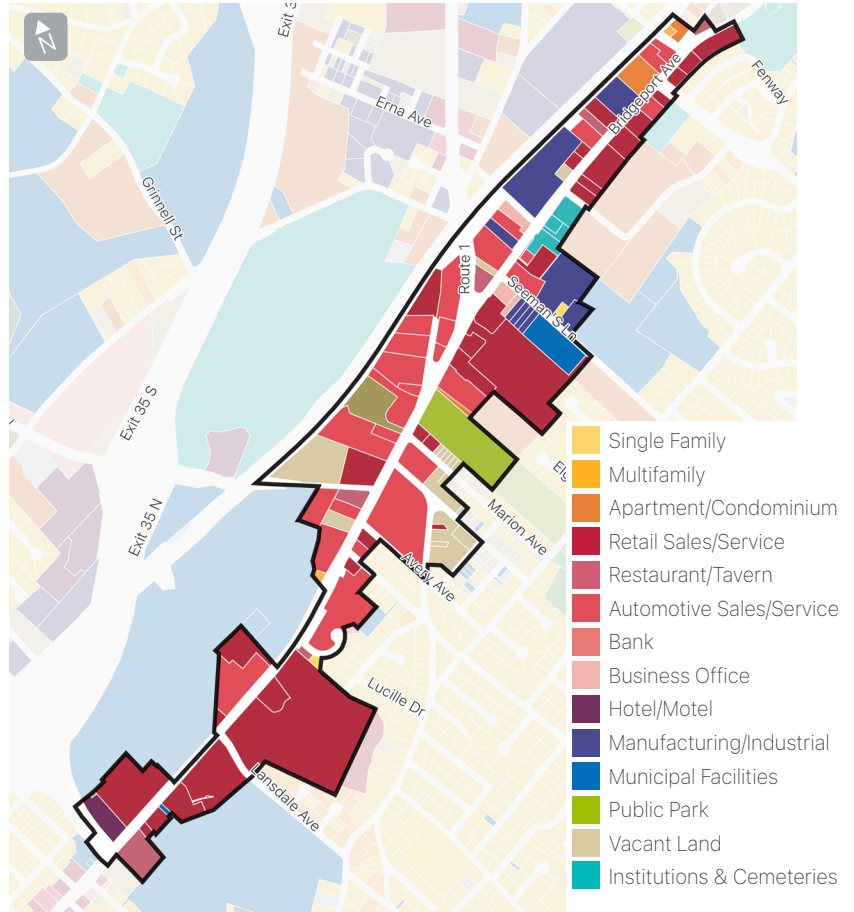 N
Exit 3
Erna Ave
Bridgeport Ave
Fenway
Grinnell St
Route 1
Seeman'S Ln
Exit 35 S
Exit 35 N
Marion Ave
Avery Ave
Lucille Dr
Lansdale Ave
Single Family
Multifamily
Apartment/Condominium
Retail Sales/Service
Restaurant/Tavern
Automotive Sales/Service
Bank
Business Office
Hotel/Motel
Manufacturing/Industrial
Municipal Facilities
Public Park
Vacant Land
Institutions & Cemeteries